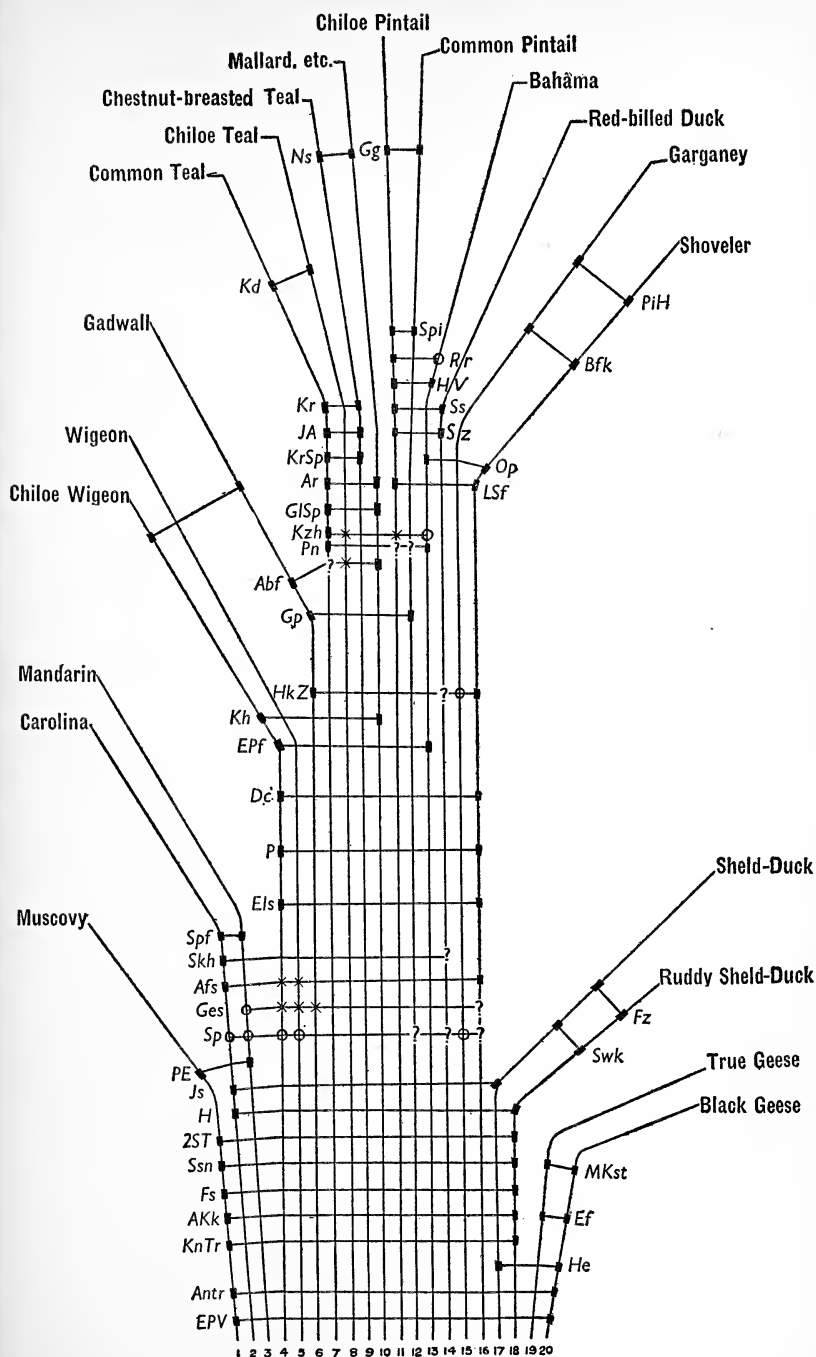 Chiloe Pintail
Common Pintail
Mallard. etc.
Bahama
Chestnut-breasted Teal
Red-billed Duck
Chiloe Teal
Ns
Gg
Garganey
Common Teal
Shoveler
Kd
PiH
Gadwall
Spi
Rr
Bfk
HV
Kr
Ss
Wigeon
JA
Sz
KrSp
Op
Ar
LSf
Chiloe Wigeon
GlSp
Kzh
Pn
? ?
?
Abf
Gp
Mandarin
HkZ
?
Kh
Carolina
EPf
Dc
P
Sheld-Duck
Els
Muscovy
Spf
Skh
?
Ruddy Sheld-Duck
Afs
Ges
?
Fz
Sp
? ? ?
Swk
True Geese
PE
Js
Black Geese
H
2ST
Ssn
MKst
Fs
AKk
Ef
KnTr
He
Antr
EPV
1 2 3 4 5 6 7 8 9 10 11 12 13 14 15 16 17 18 19 20